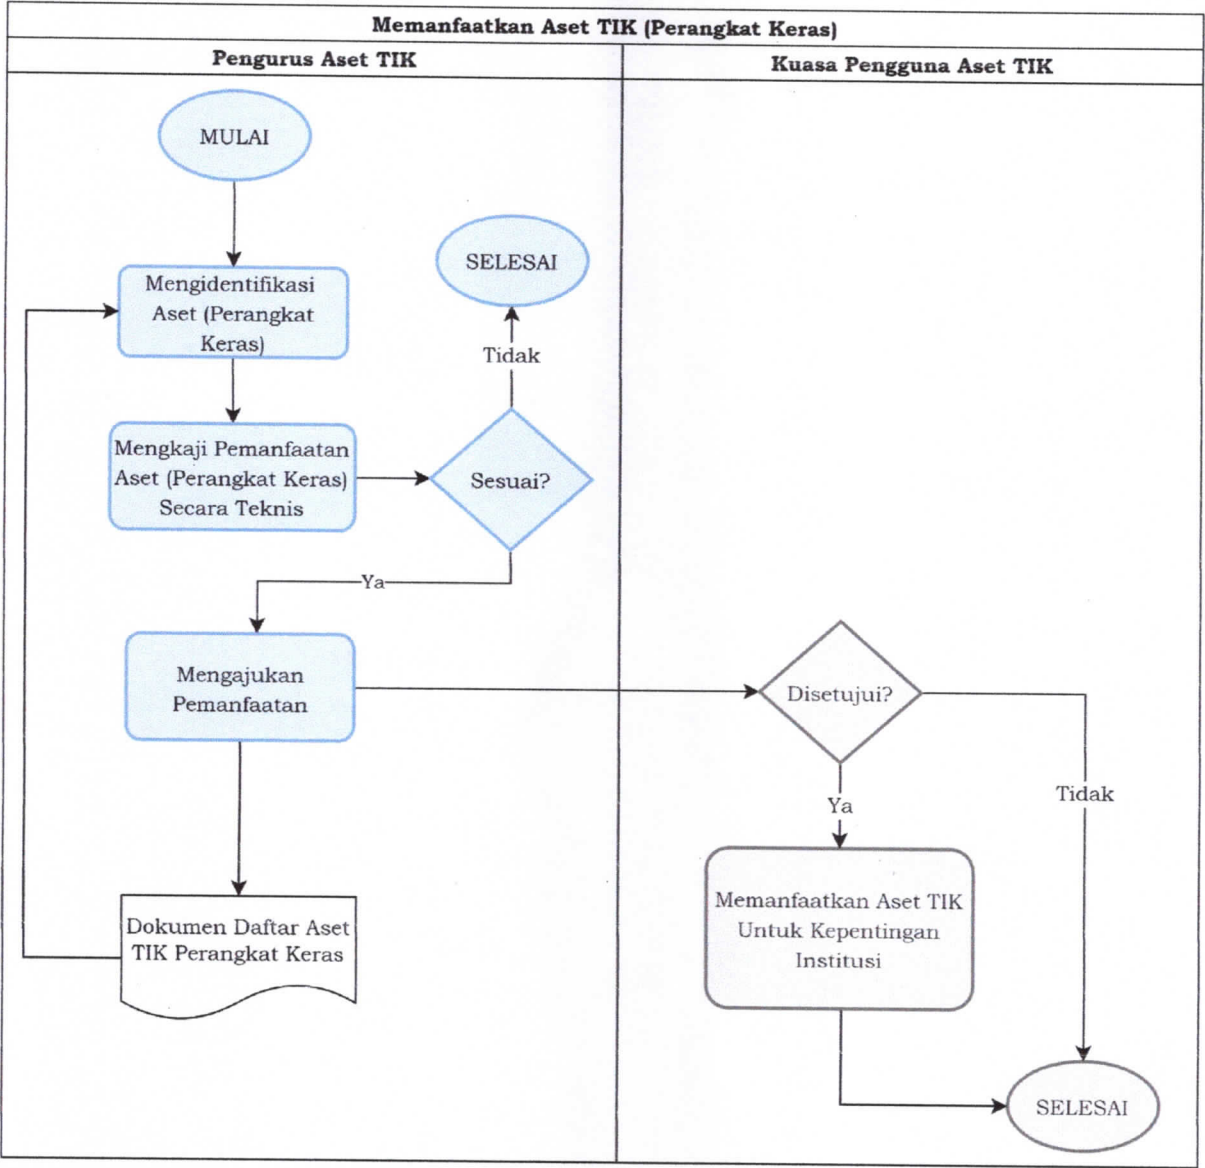 Memanfaatkan Aset TIK (Perangkat Keras)
Pengurus Aset TIK
Kuasa Pengguna Aset TIK
MULAI
SELESAI
Mengidentifikasi
Aset (Perangkat
Keras)
Tidak
Mengkaji Pemanfaatan
Aset (Perangkat Keras)
Secara Teknis
Sesuai?
Ya
Mengajukan
Pemanfaatan
Disetujui?
Ya
Tidak
Dokumen Daftar Aset
TIK Perangkat Keras
Memanfaatkan Aset TIK
Untuk Kepentingan
Institusi
SELESAI